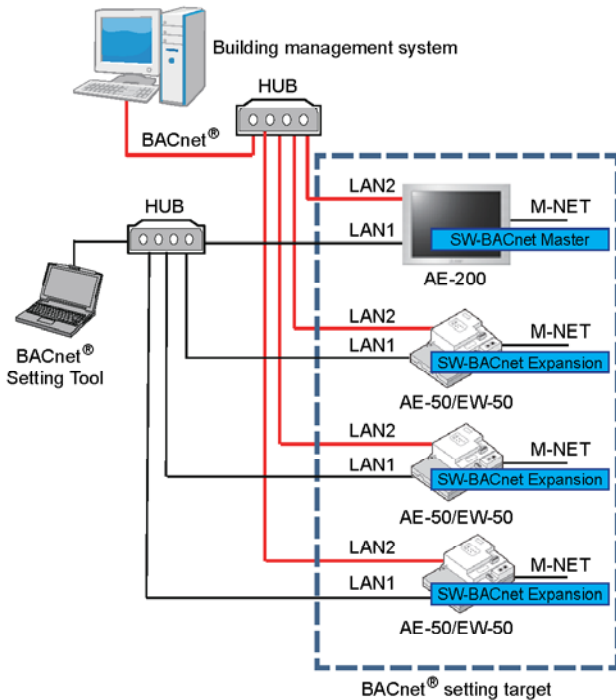 Building management system
HUB
BACnet®
LAN2
M-NET
HUB
LAN1
SW-BACnet Master
AE-200
LAN2
M-NET
BACnet®
Setting Tool
LAN1
SW-BACnet Expansion
AE-50/EW-50
LAN2
M-NET
LAN1
SW-BACnet Expansion
AE-50/EW-50
LAN2
M-NET
LAN1
SW-BACnet Expansion
AE-50/EW-50
BACnet® setting target